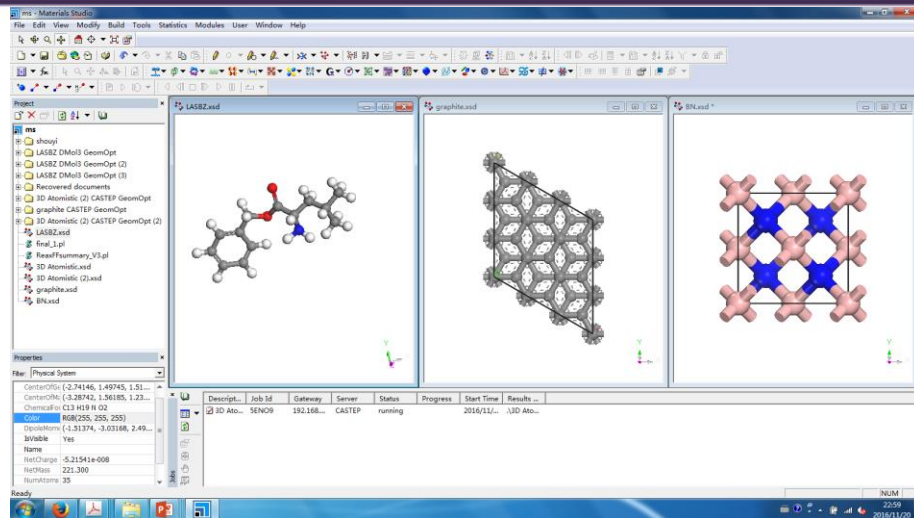 ms - Materials Studio
File Edit View Modify Build Tools Statistics Modules User Window Help
Project
ms
shouyi
LASBZ DMol3 GeomOpt
LASBZ DMol3 GeomOpt (2)
LASBZ DMol3 GeomOpt (3)
Recovered documents
3D Atomistic (2) CASTEP GeomOpt
graphite CASTEP GeomOpt
3D Atomistic (2) CASTEP GeomOpt (2)
LASBZ.xsd
final_1.pl
ReaxFFsummary_V3.pl
3D Atomistic.xsd
3D Atomistic (2).xsd
graphite.xsd
BN.xsd
LASBZ.xsd
graphite.xsd
BN.xsd *
Y
Y
Y
Properties
Filter: Physical System
CenterOfGe (-2.74146, 1.49745, 1.51...
CenterOfMa (-3.28742, 1.56185, 1.23...
ChemicalFor C13 H19 N O2
Color RGB(255, 255, 255)
DipoleMome (-1.51374, -3.03168, 2.49...
IsVisible Yes
Name
NetCharge -5.21541e-008
NetMass 221.300
NumAtoms 35
Jobs
Descript... Job Id Gateway Server Status Progress Start Time Results ...
3D Ato... SENO9 192.168... CASTEP running 2016/11/... .\3D Ato...
Ready
NUM
22:59
2016/11/20